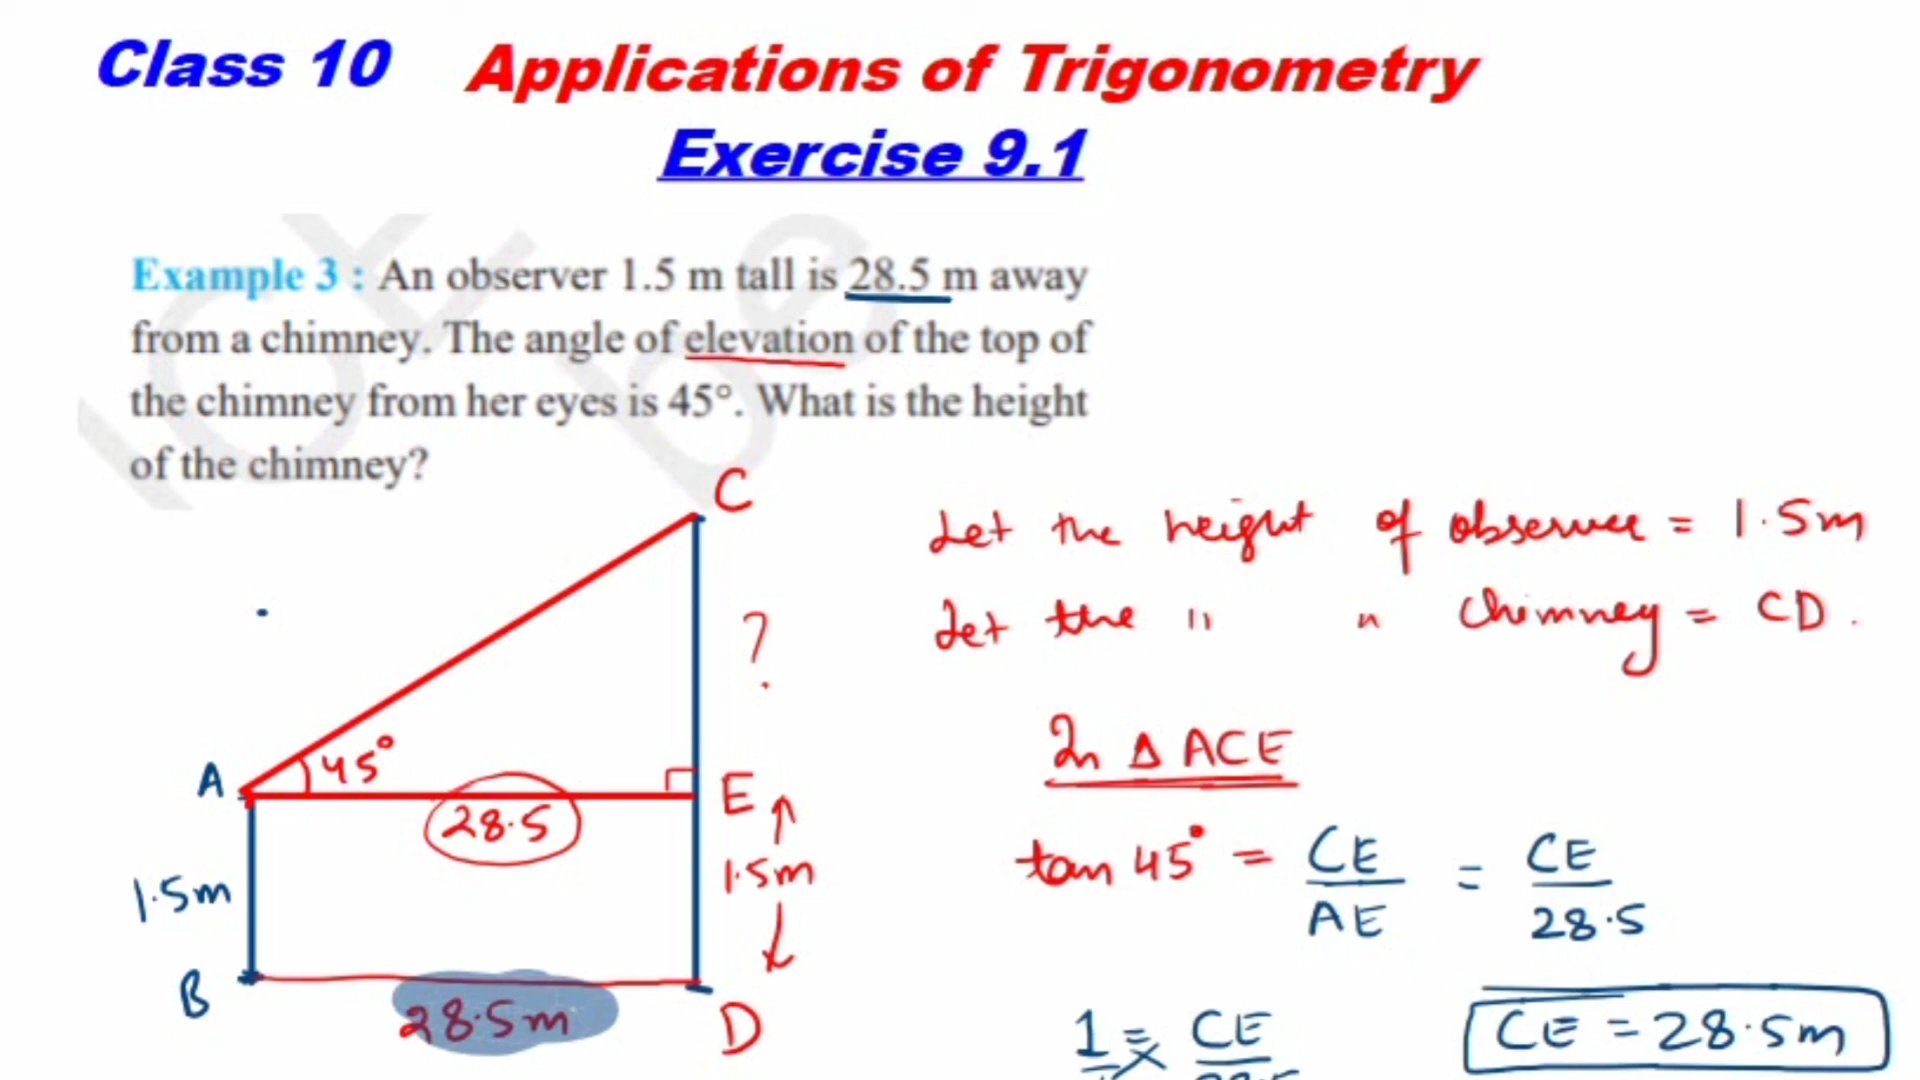 Class 10 Applications of Trigonometry
Exercise 9.1
Example 3 : An observer 1.5 m tall is 28.5 m away
from a chimney. The angle of elevation of the top of
the chimney from her eyes is 45°. What is the height
of the chimney?
C
Let the height of observer = 1.5m
?
Let the " " Chimney = CD.
In Δ ACE
A
45°
28.5
E
1.5m
1.5m
tan 45° = CE/AE = CE/28.5
B
28.5m
D
1 = CE
CE = 28.5m